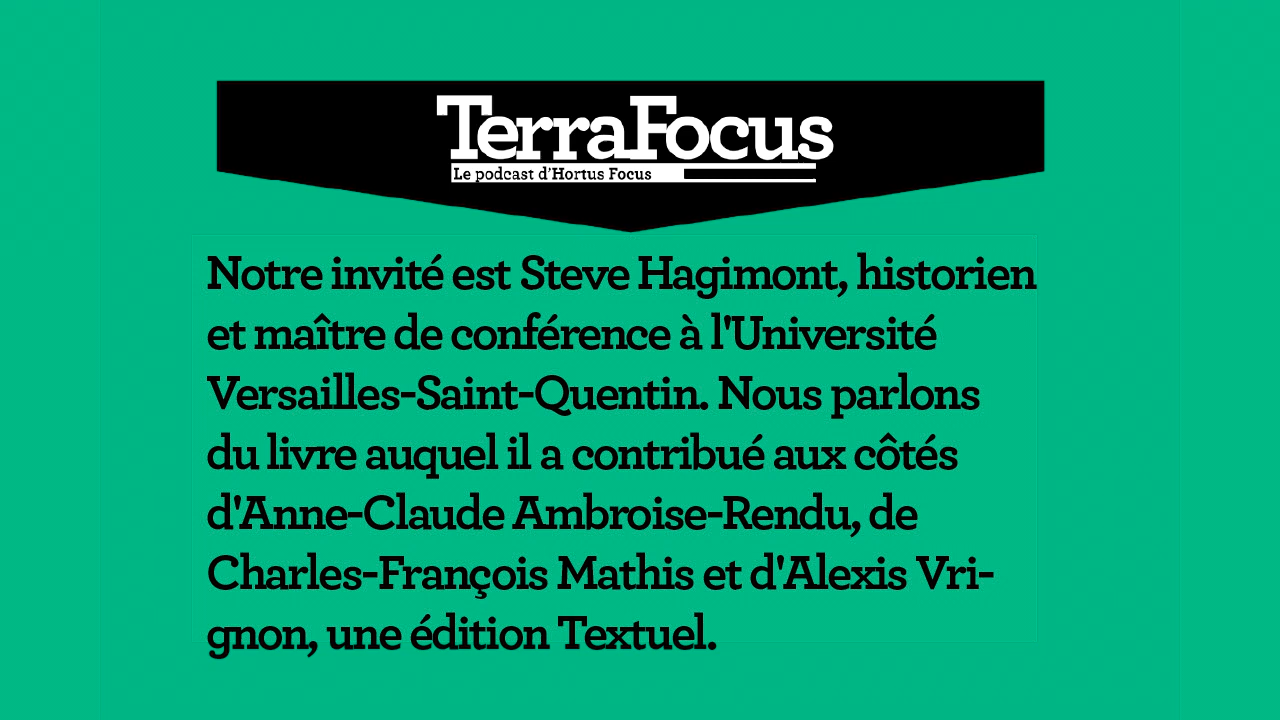 TerraFocus
Le podcast d'Hortus Focus
Notre invité est Steve Hagimont, historien
et maître de conférence à l'Université
Versailles-Saint-Quentin. Nous parlons
du livre auquel il a contribué aux côtés
d'Anne-Claude Ambroise-Rendu, de
Charles-François Mathis et d'Alexis Vri-
gnon, une édition Textuel.